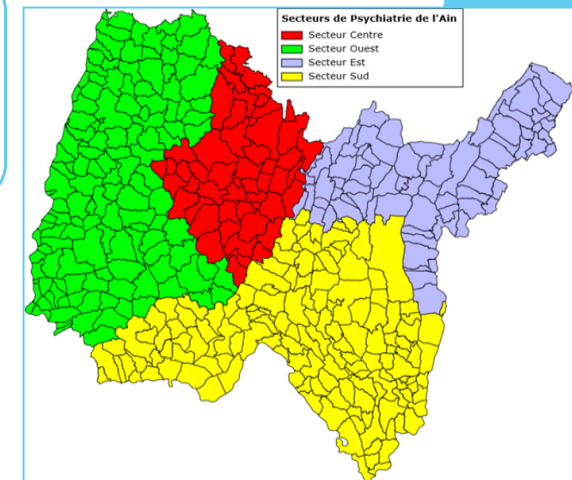 Secteurs de Psychiatrie de l'Ain
Secteur Centre
Secteur Ouest
Secteur Est
Secteur Sud